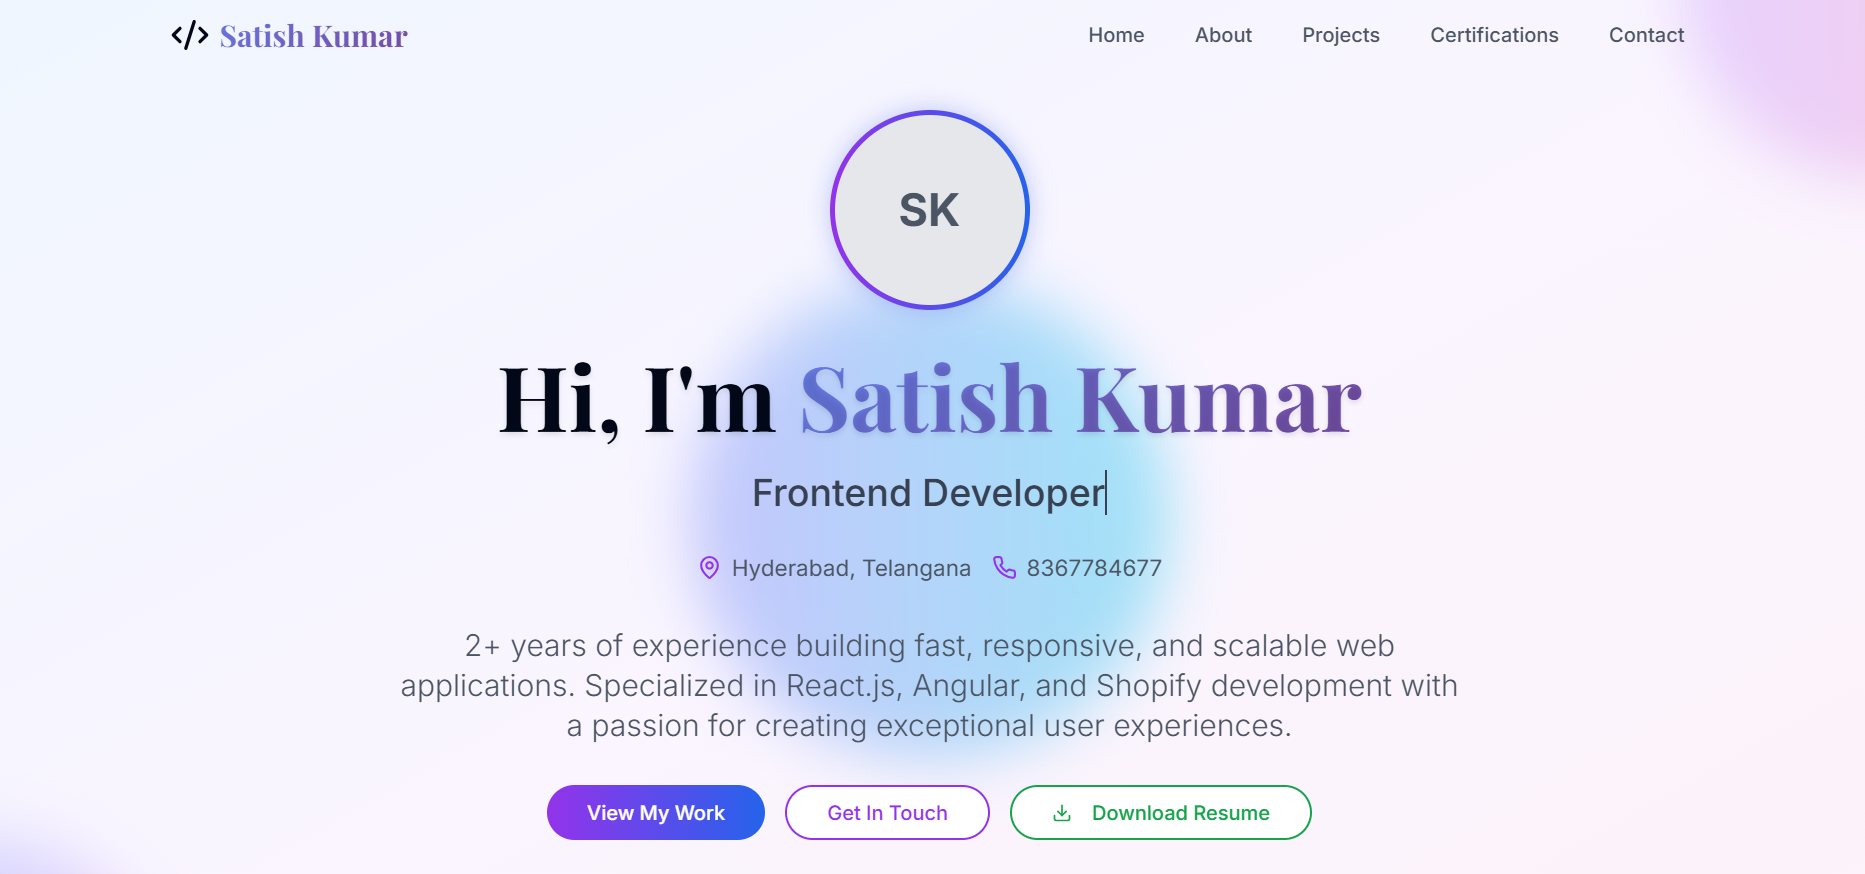 Satish Kumar
Home About Projects Certifications Contact
SK
Hi, I'm Satish Kumar
Frontend Developer
Hyderabad, Telangana 8367784677
2+ years of experience building fast, responsive, and scalable web
applications. Specialized in React.js, Angular, and Shopify development with
a passion for creating exceptional user experiences.
View My Work Get In Touch Download Resume